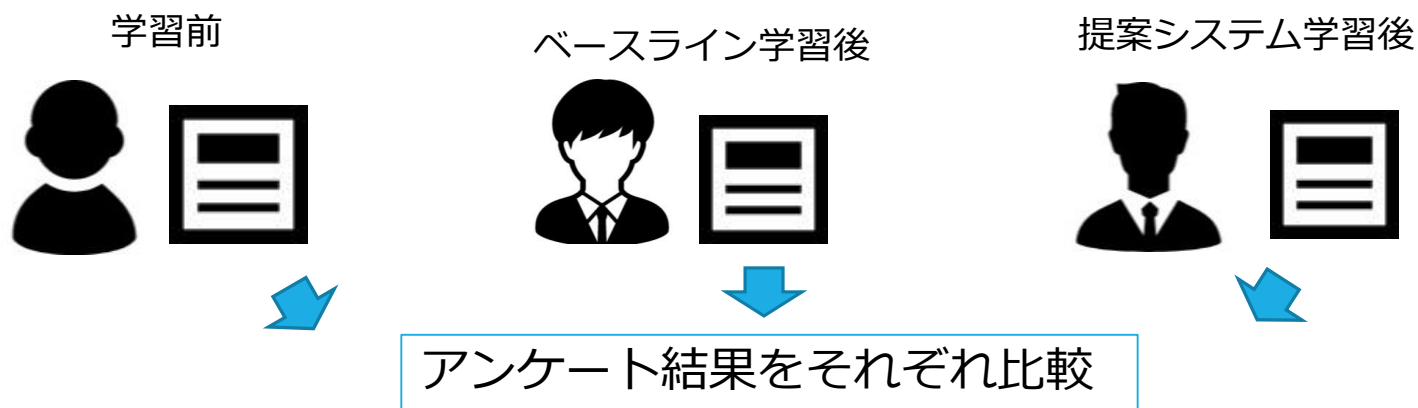 学習前
ベースライン学習後
提案システム学習後
アンケート結果をそれぞれ比較